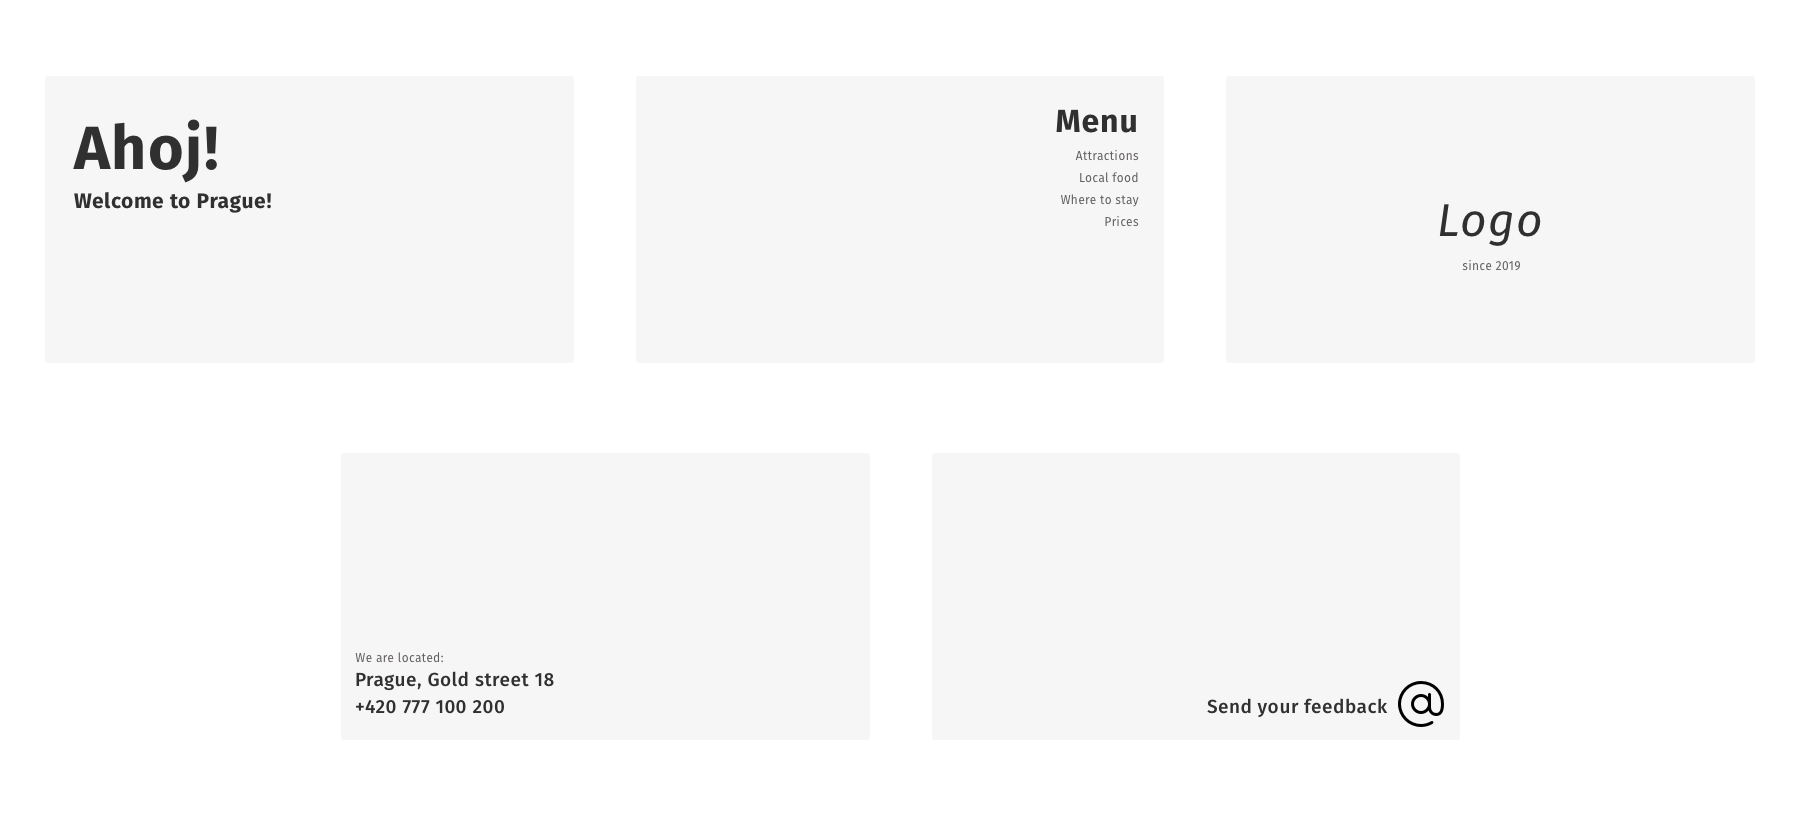 Ahoj!
Welcome to Prague!
Menu
Attractions
Local food
Where to stay
Prices
Logo
since 2019
We are located:
Prague, Gold street 18
+420 777 100 200
Send your feedback @